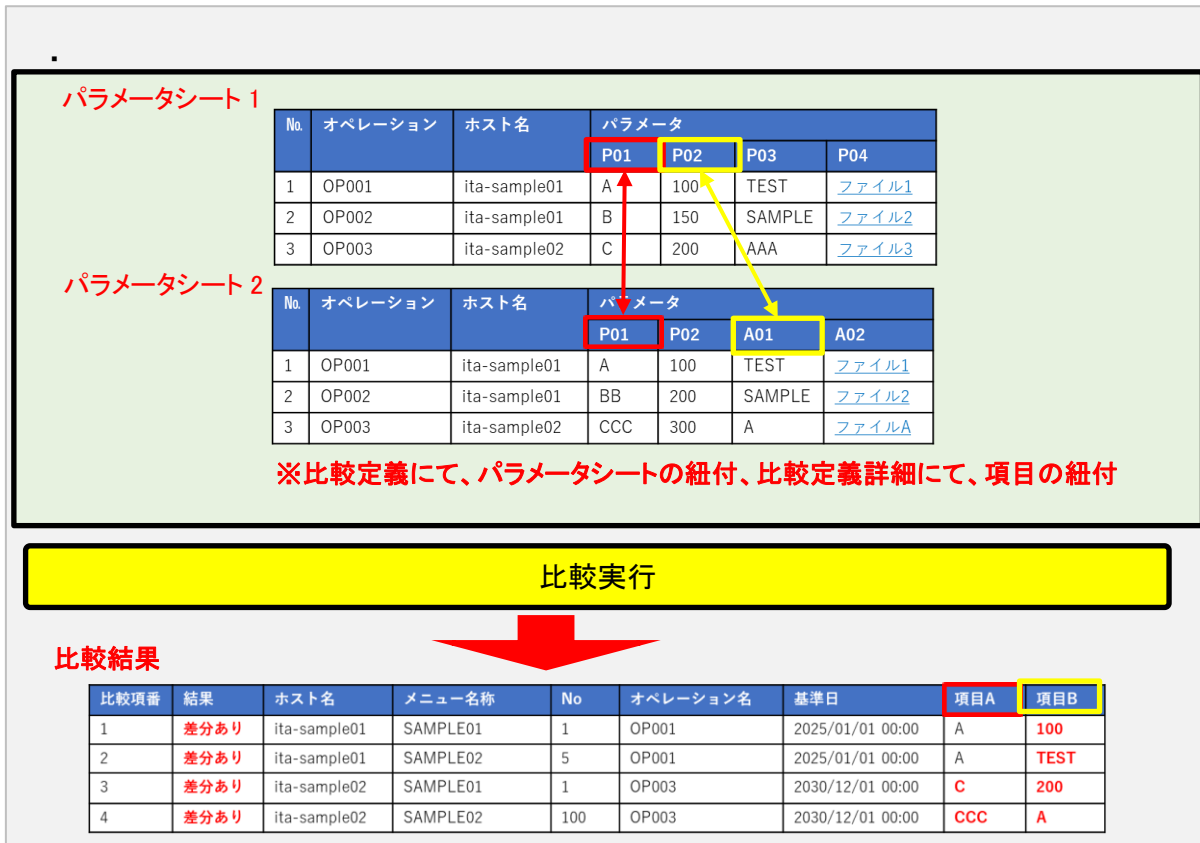 .
パラメータシート 1
No. オペレーション ホスト名 パラメータ
P01 P02 P03 P04
1 OP001 ita-sample01 A 100 TEST ファイル1
2 OP002 ita-sample01 B 150 SAMPLE ファイル2
3 OP003 ita-sample02 C 200 AAA ファイル3
パラメータシート 2
No. オペレーション ホスト名 パラメータ
P01 P02 A01 A02
1 OP001 ita-sample01 A 100 TEST ファイル1
2 OP002 ita-sample01 BB 200 SAMPLE ファイル2
3 OP003 ita-sample02 CCC 300 A ファイルA
※比較定義にて、パラメータシートの紐付、比較定義詳細にて、項目の紐付
比較実行
比較結果
比較項番 結果 ホスト名 メニュー名称 No オペレーション名 基準日 項目A 項目B
1 差分あり ita-sample01 SAMPLE01 1 OP001 2025/01/01 00:00 A 100
2 差分あり ita-sample01 SAMPLE02 5 OP001 2025/01/01 00:00 A TEST
3 差分あり ita-sample02 SAMPLE01 1 OP003 2030/12/01 00:00 C 200
4 差分あり ita-sample02 SAMPLE02 100 OP003 2030/12/01 00:00 CCC A